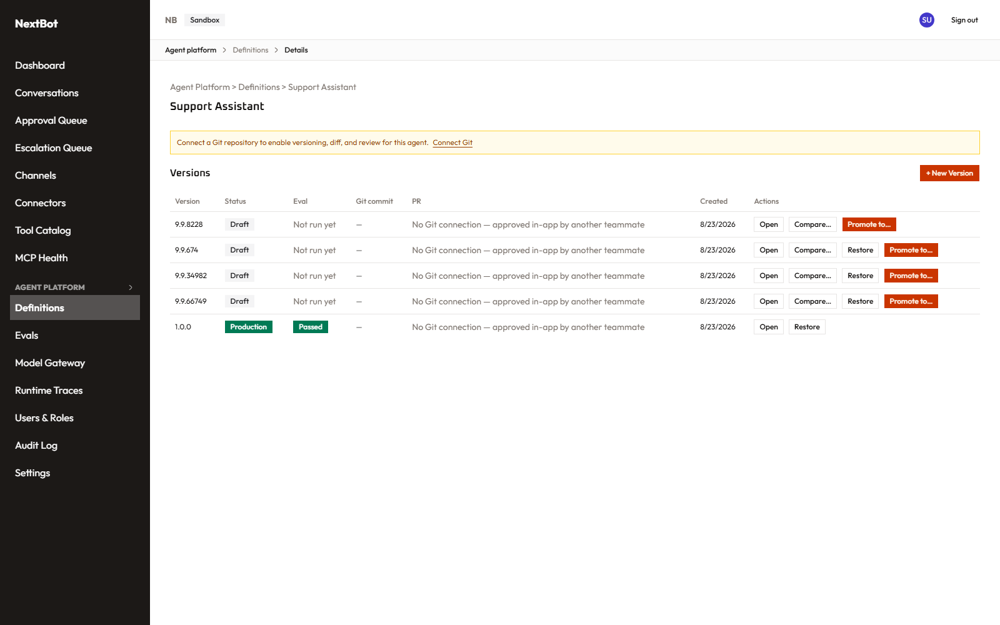 NextBot
Dashboard
Conversations
Approval Queue
Escalation Queue
Channels
Connectors
Tool Catalog
MCP Health
AGENT PLATFORM
Definitions
Evals
Model Gateway
Runtime Traces
Users & Roles
Audit Log
Settings
NB Sandbox SU Sign out
Agent platform > Definitions > Details
Agent Platform > Definitions > Support Assistant
Support Assistant
Connect a Git repository to enable versioning, diff, and review for this agent. Connect Git
Versions + New Version
Version Status Eval Git commit PR Created Actions
9.9.8228 Draft Not run yet — No Git connection — approved in-app by another teammate 8/23/2026 Open Compare... Promote to...
9.9.674 Draft Not run yet — No Git connection — approved in-app by another teammate 8/23/2026 Open Compare... Restore Promote to...
9.9.34982 Draft Not run yet — No Git connection — approved in-app by another teammate 8/23/2026 Open Compare... Restore Promote to...
9.9.66749 Draft Not run yet — No Git connection — approved in-app by another teammate 8/23/2026 Open Compare... Restore Promote to...
1.0.0 Production Passed — No Git connection — approved in-app by another teammate 8/23/2026 Open Restore